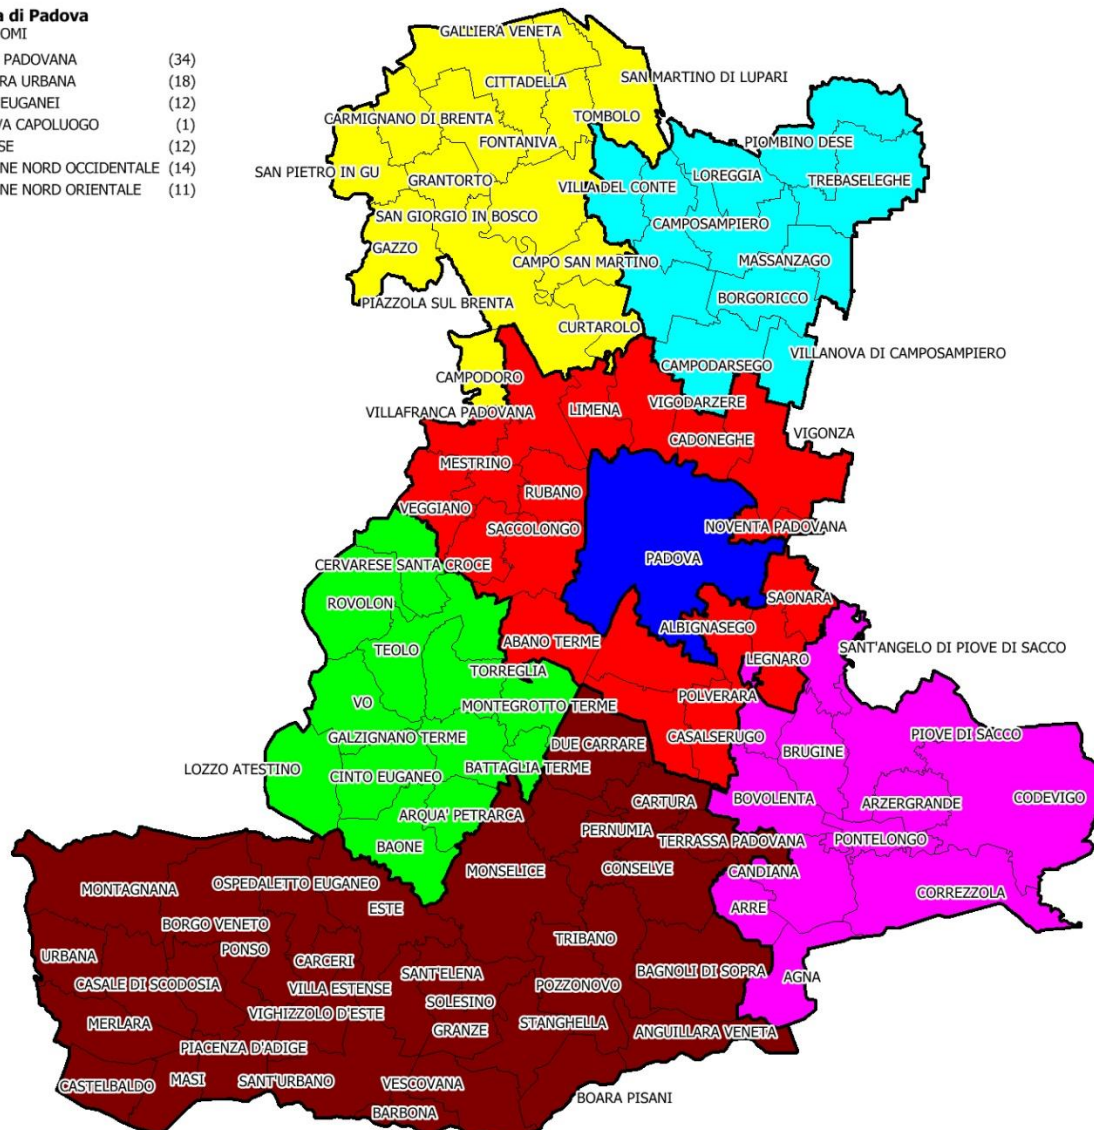 a di Padova
OMI
PADOVANA (34)
RA URBANA (18)
EUGANEI (12)
VA CAPOLUOGO (1)
SE (12)
NE NORD OCCIDENTALE (14)
NE NORD ORIENTALE (11)
GALLIERA VENETA
SAN MARTINO DI LUPARI
CITTADELLA
TOMBOLO
CARMIGNANO DI BRENTA
FONTANIVA
PIOMBINO DESE
SAN PIETRO IN GU
GRANTORTO
VILLA DEL CONTE
LOREGGIA
TREBASELEGHE
SAN GIORGIO IN BOSCO
CAMPOSAMPIERO
GAZZO
CAMPO SAN MARTINO
MASSANZAGO
PIAZZOLA SUL BRENTA
BORGORICCO
CURTAROLO
VILLANOVA DI CAMPOSAMPIERO
CAMPODORO
CAMPODARSEGO
VILLAFRANCA PADOVANA
LIMENA
VIGODARZERE
CADONEGHE
VIGONZA
MESTRINO
RUBANO
VEGGIANO
SACCOLONGO
NOVENTA PADOVANA
CERVARESE SANTA CROCE
PADOVA
ROVOLON
SAONARA
ABANO TERME
ALBIGNASEGO
TEOLO
SANT'ANGELO DI PIOVE DI SACCO
TORREGLIA
LEGNARO
VO
MONTEGROTTO TERME
POLVERARA
GALZIGNANO TERME
DUE CARRARE
CASALSERUGO
BRUGINE
PIOVE DI SACCO
LOZZO ATESTINO
CINTO EUGANEO
BATTAGLIA TERME
BOVOLENTA
ARZERGRANDE
CODEVIGO
ARQUA' PETRARCA
CARTURA
PERNUMIA
TERRASSA PADOVANA
PONTELONGO
BAONE
MONSELICE
CONSELVE
CANDIANA
MONTAGNANA
OSPEDALETTO EUGANEO
CORREZZOLA
ESTE
ARRE
BORGO VENETO
URBANA
PONSO
CARCERI
TRIBANO
CASALE DI SCODOSIA
VILLA ESTENSE
SANT'ELENA
POZZONOVO
BAGNOLI DI SOPRA
AGNA
MERLARA
VIGHIZZOLO D'ESTE
SOLESINO
GRANZE
STANGHELLA
ANGUILLARA VENETA
PIACENZA D'ADIGE
CASTELBALDO
MASI
SANT'URBANO
VESCOVANA
BOARA PISANI
BARBONA